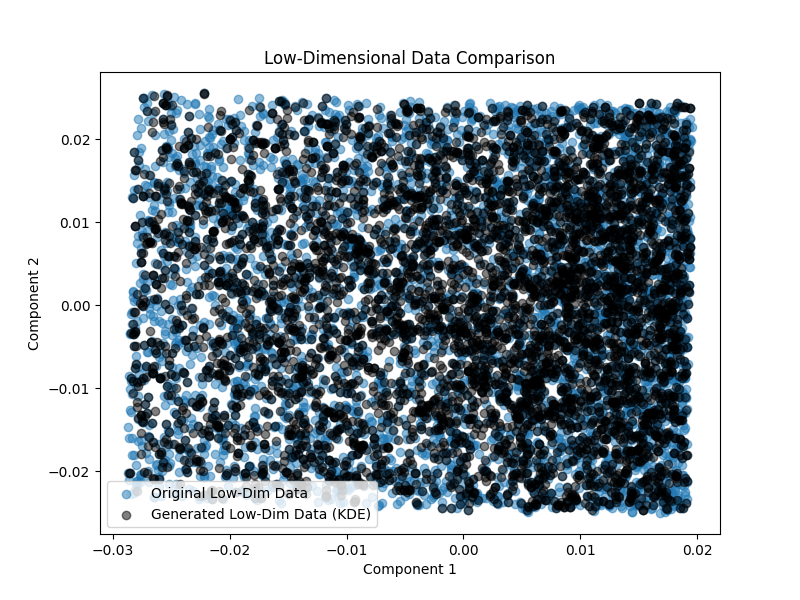 Low-Dimensional Data Comparison
Component 2
0.02
0.01
0.00
−0.01
−0.02
Original Low-Dim Data
Generated Low-Dim Data (KDE)
−0.03
−0.02
−0.01
0.00
0.01
0.02
Component 1